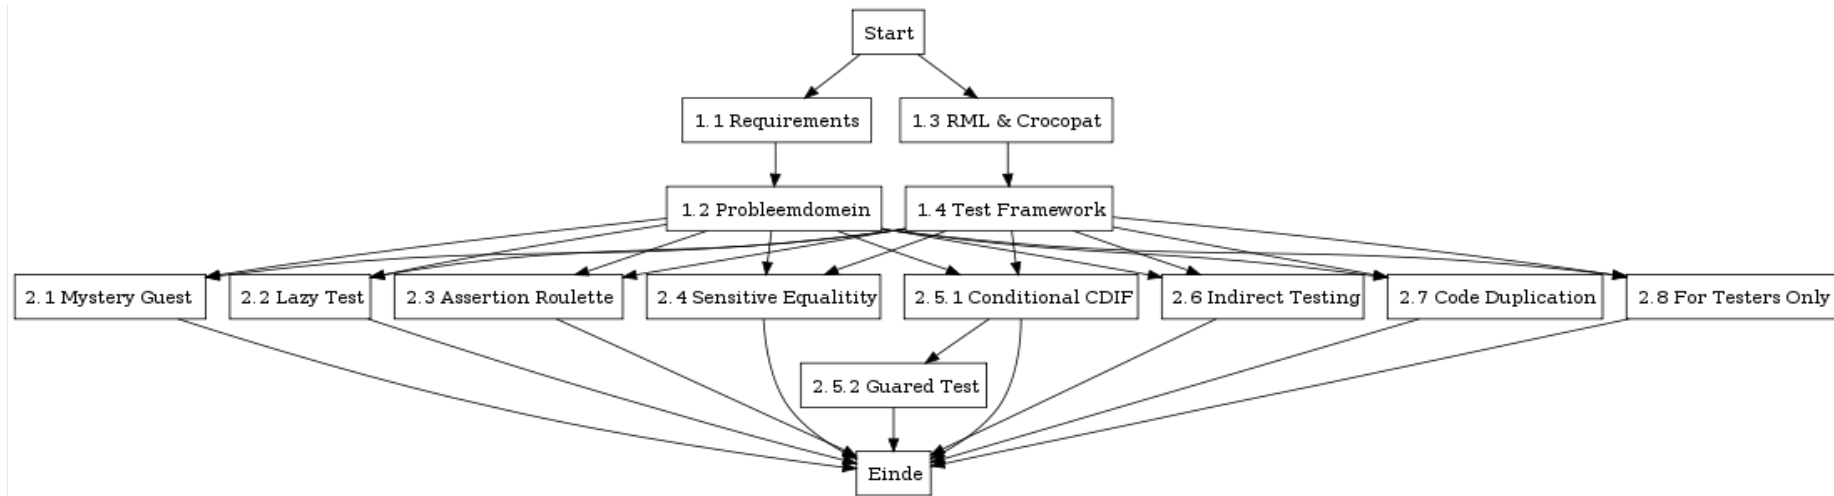 Start
1.1 Requirements
1.3 RML & Crocopat
1.2 Probleemdomein
1.4 Test Framework
2.1 Mystery Guest
2.2 Lazy Test
2.3 Assertion Roulette
2.4 Sensitive Equalitity
2.5.1 Conditional CDIF
2.6 Indirect Testing
2.7 Code Duplication
2.8 For Testers Only
2.5.2 Guared Test
Einde